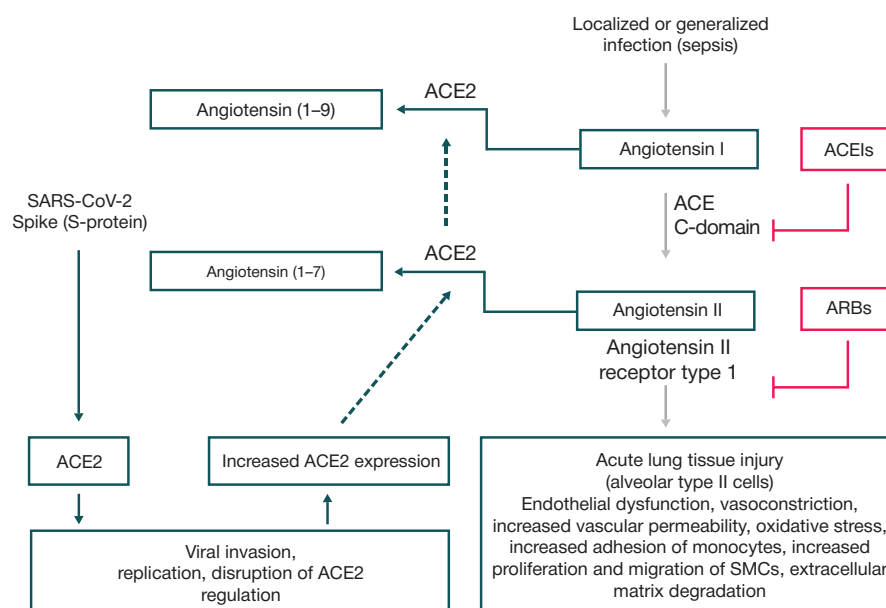 Localized or generalized
infection (sepsis)
ACE2
Angiotensin (1–9)
Angiotensin I
ACEIs
SARS-CoV-2
Spike (S-protein)
ACE
C-domain
ACE2
Angiotensin (1–7)
Angiotensin II
ARBs
Angiotensin II
receptor type 1
ACE2
Increased ACE2 expression
Acute lung tissue injury
(alveolar type II cells)
Endothelial dysfunction, vasoconstriction,
increased vascular permeability, oxidative stress,
increased adhesion of monocytes, increased
proliferation and migration of SMCs, extracellular
matrix degradation
Viral invasion,
replication, disruption of ACE2
regulation